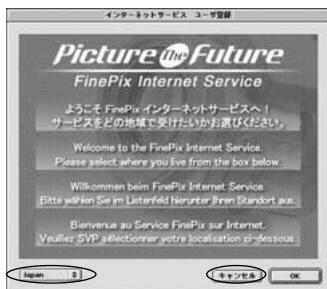 インターネットサービス ユーザ登録
Picture The Future
FinePix Internet Service
ようこそ FinePix インターネットサービスへ!
サービスをどの地域で受けたいかお選びください。
Welcome to the FinePix Internet Service.
Please select where you live from the box below.
Willkommen beim FinePix Internet Service.
Bitte wählen Sie im Listenfeld hierunter Ihren Standort aus.
Bienvenue au Service FinePix sur Internet.
Veuillez SVP sélectionner votre localisation ci-dessous.
Japan
キャンセル
OK